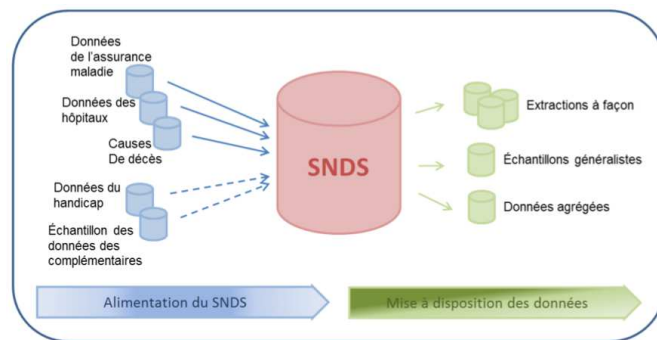 Données
de l'assurance
maladie
Données des
hôpitaux
Causes
De décès
Données du
handicap
Échantillon des
données des
complémentaires
SNDS
Extractions à façon
Échantillons généralistes
Données agrégées
Alimentation du SNDS
Mise à disposition des données